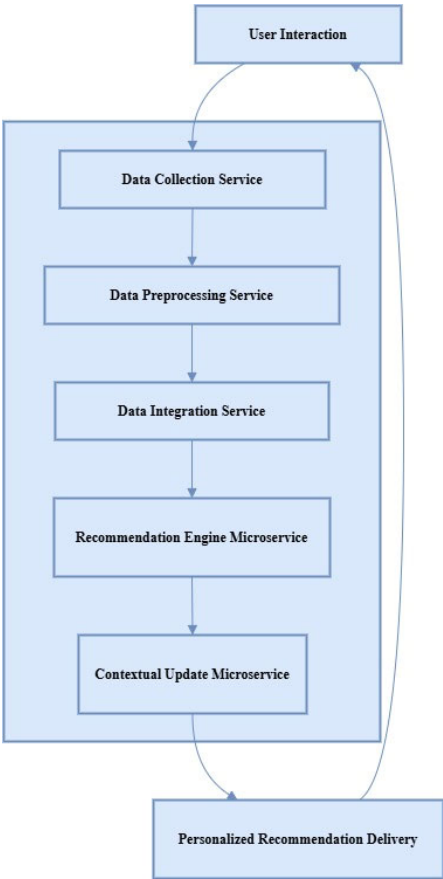 User Interaction
Data Collection Service
Data Preprocessing Service
Data Integration Service
Recommendation Engine Microservice
Contextual Update Microservice
Personalized Recommendation Delivery